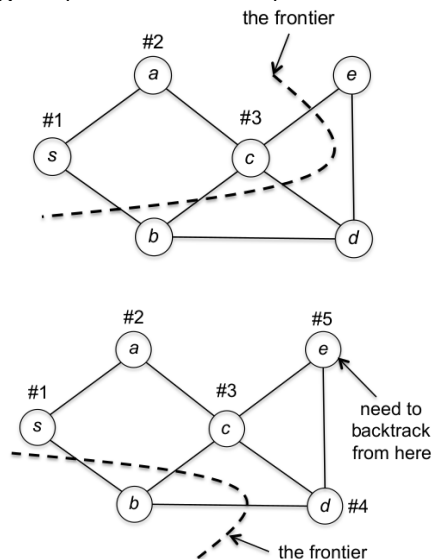 the frontier
#2
a
e
#1
#3
s
c
b
d
#2
#5
a
e
#1
#3
need to
backtrack
from here
s
c
b
d
#4
the frontier